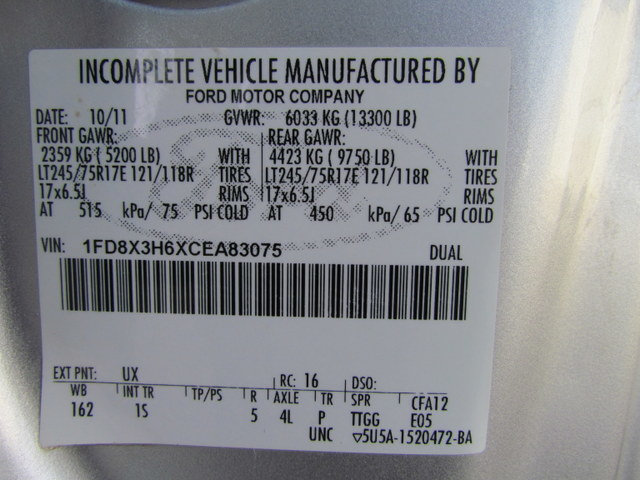 INCOMPLETE VEHICLE MANUFACTURED BY
FORD MOTOR COMPANY
DATE: 10/11 GVWR: 6033 KG (13300 LB)
FRONT GAWR: REAR GAWR:
2359 KG ( 5200 LB) WITH 4423 KG ( 9750 LB) WITH
LT245/75R17E 121/118R TIRES LT245/75R17E 121/118R TIRES
17x6.5J RIMS 17x6.5J RIMS
AT 515 kPa/ 75 PSI COLD AT 450 kPa/ 65 PSI COLD
VIN: 1FD8X3H6XCEA83075 DUAL
EXT PNT: UX RC: 16 DSO:
WB INT TR TP/PS R AXLE TR SPR CFA12
162 1S 5 4L P TTGG E05
UNC ▽5U5A-1520472-BA